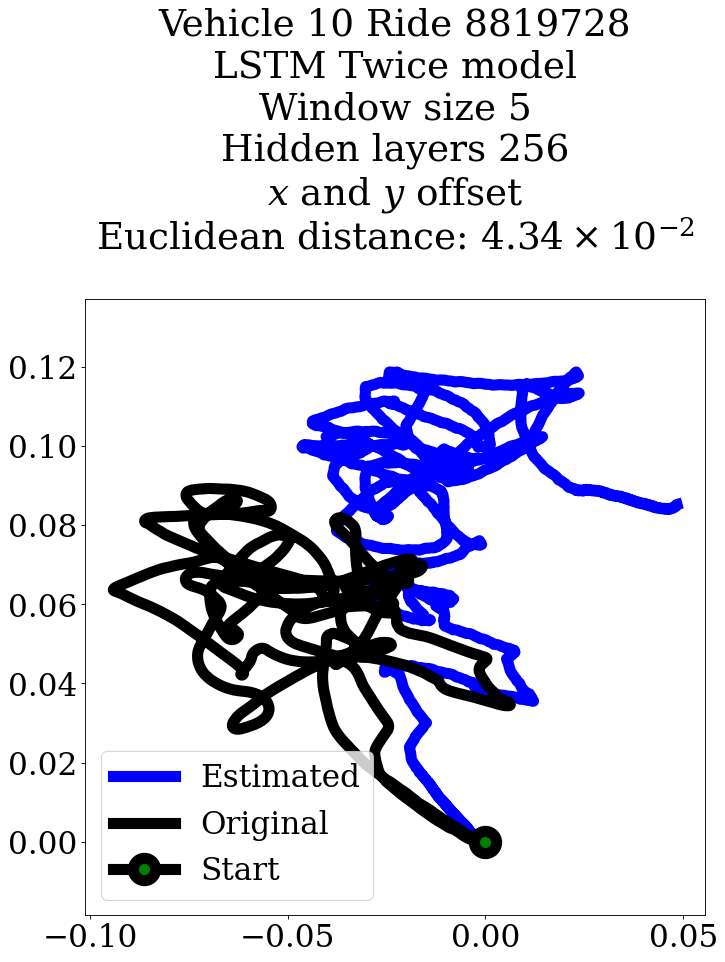 Vehicle 10 Ride 8819728
LSTM Twice model
Window size 5
Hidden layers 256
x and y offset
Euclidean distance: 4.34 × 10⁻²
0.12
0.10
0.08
0.06
0.04
0.02
0.00
Estimated
Original
Start
−0.10 −0.05 0.00 0.05